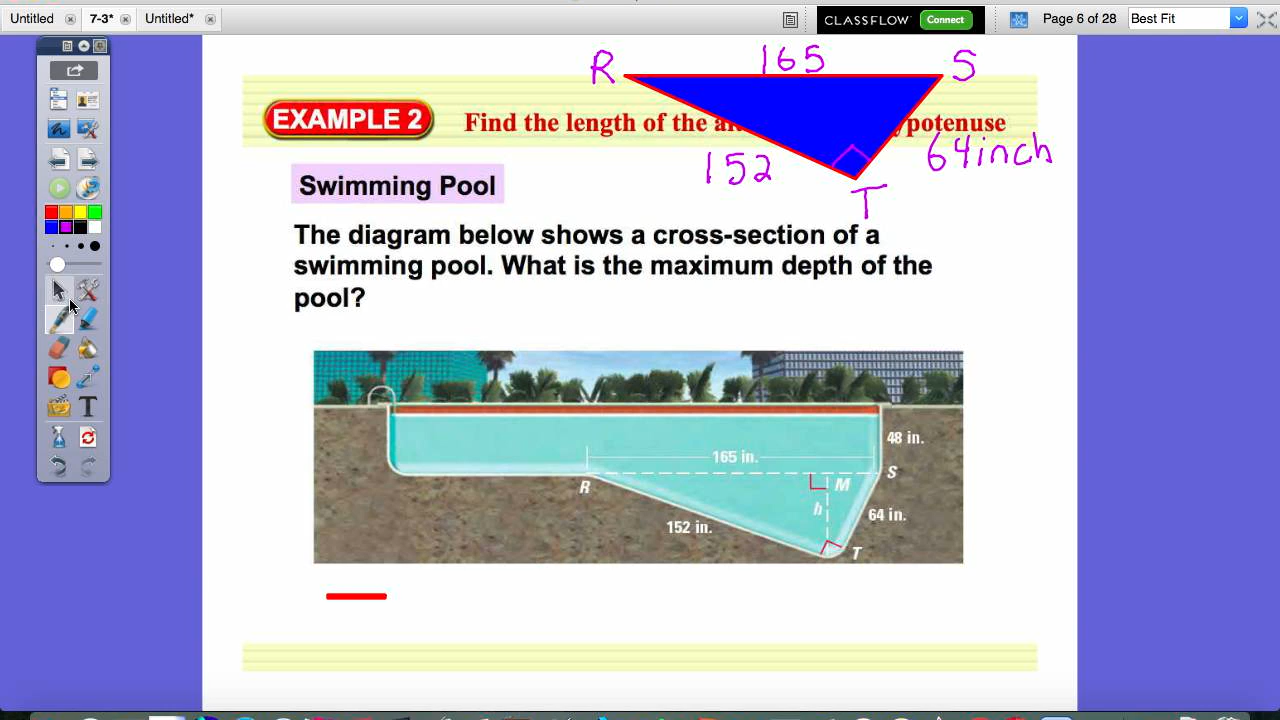 Untitled 7-3* Untitled* CLASSFLOW Connect Page 6 of 28 Best Fit
R 165 S
EXAMPLE 2 Find the length of the potenuse
152 64inch
T
Swimming Pool
The diagram below shows a cross-section of a
swimming pool. What is the maximum depth of the
pool?
48 in.
165 in.
R M S
h 64 in.
152 in.
T
T